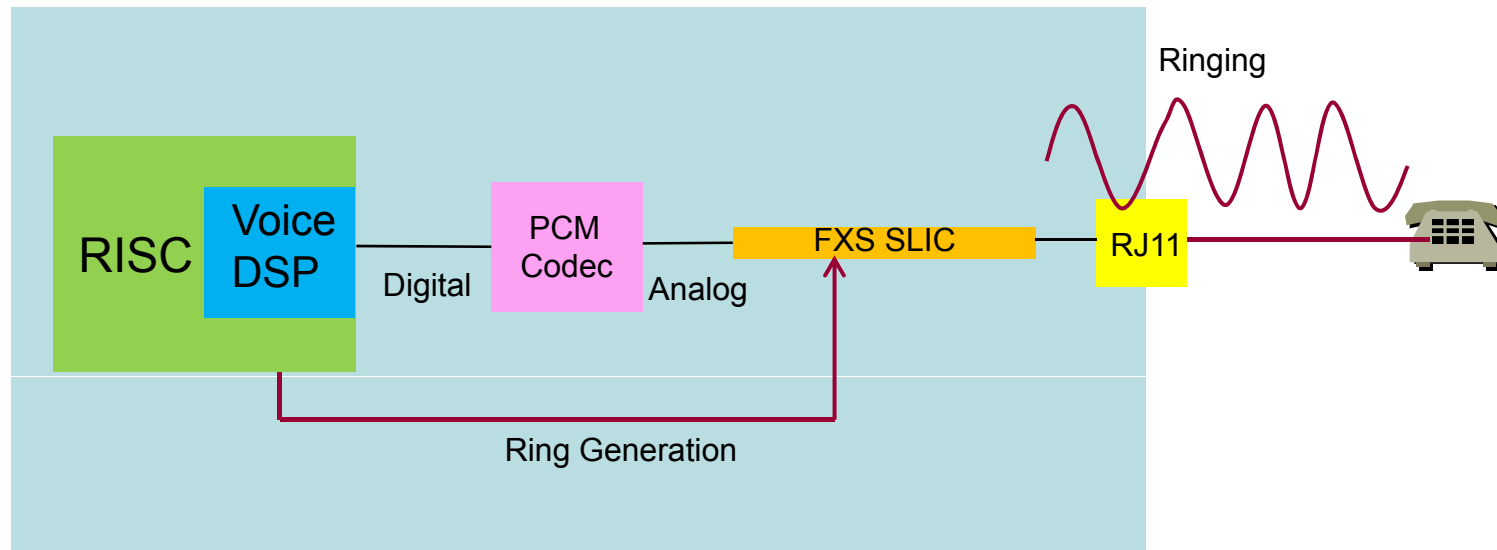 Ringing
RISC
Voice
DSP
Digital
PCM
Codec
Analog
FXS SLIC
RJ11
Ring Generation